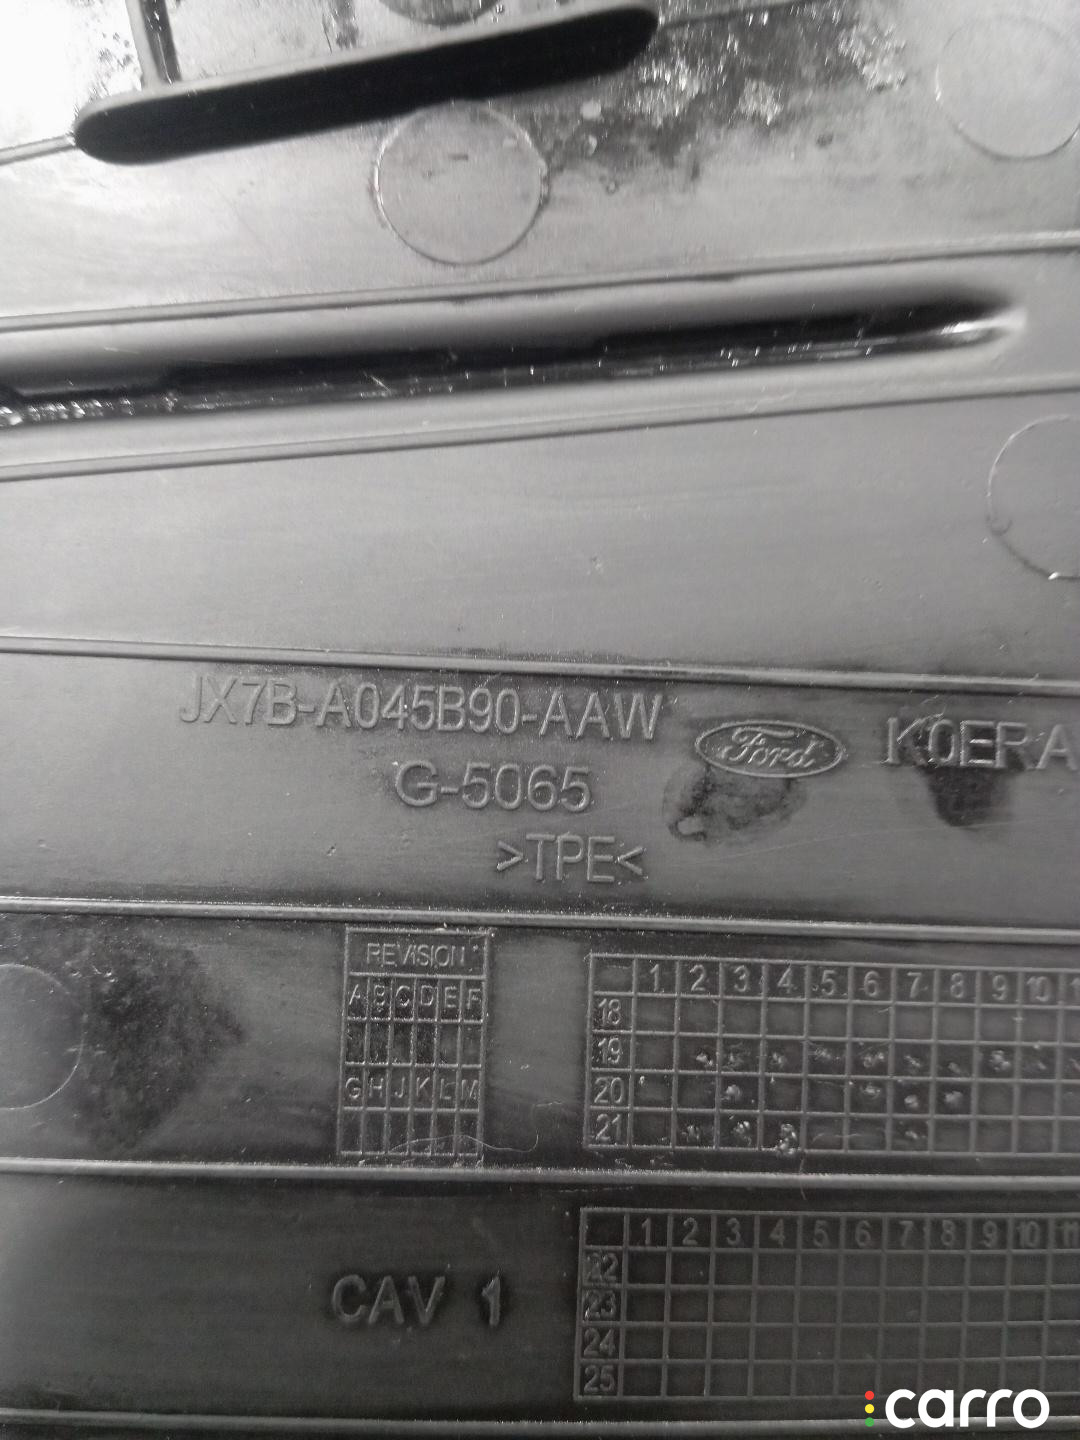 JX7B-A045B90-AAW
Ford
KOERA
G-5065
>TPE<
REVISION
A B C D E F
G H J K L M
1 2 3 4 5 6 7 8 9 10
18
19
20
21
CAV 1
1 2 3 4 5 6 7 8 9 10 11
22
23
24
25
carro